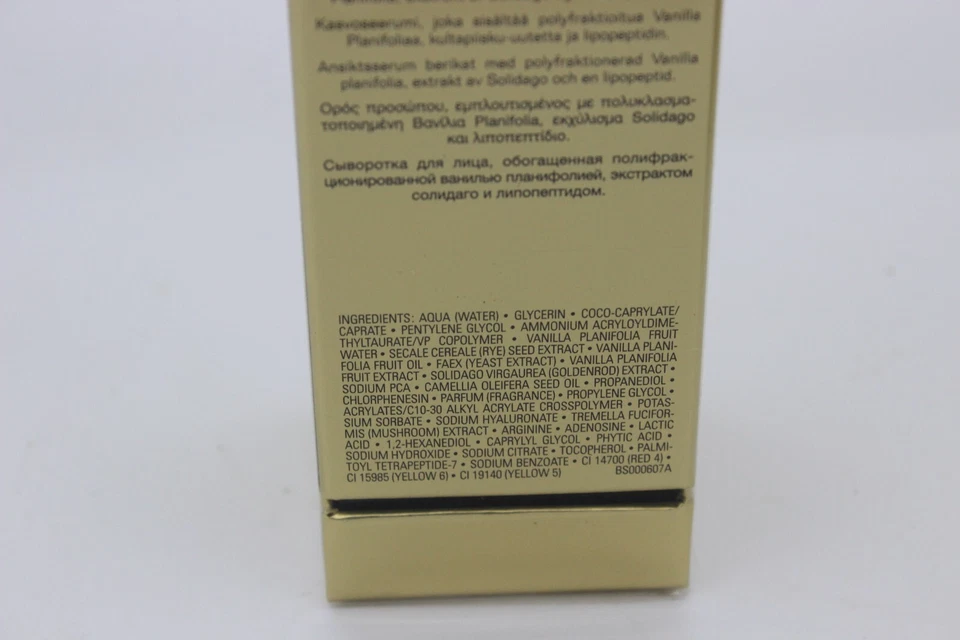 Kasvoseerumi, joka sisältää polyfraktioitua Vanilla
Planifoliaa, kultapiisku-uutetta ja lipopeptidin.
Ansiktsserum berikat med polyfraktionerad Vanilla
planifolia, extrakt av Solidago och en lipopeptid.
Ορός προσώπου, εμπλουτισμένος με πολυκλασμα-
τοποιημένη Βανίλια Planifolia, εκχύλισμα Solidago
και λιποπεπτίδιο.
Сыворотка для лица, обогащенная полифрак-
ционированной ванилью планифолией, экстрактом
солидаго и липопептидом.
INGREDIENTS: AQUA (WATER) • GLYCERIN • COCO-CAPRYLATE/
CAPRATE • PENTYLENE GLYCOL • AMMONIUM ACRYLOYLDIME-
THYLTAURATE/VP COPOLYMER • VANILLA PLANIFOLIA FRUIT
WATER • SECALE CEREALE (RYE) SEED EXTRACT • VANILLA PLANI-
FOLIA FRUIT OIL • FAEX (YEAST EXTRACT) • VANILLA PLANIFOLIA
FRUIT EXTRACT • SOLIDAGO VIRGAUREA (GOLDENROD) EXTRACT •
SODIUM PCA • CAMELLIA OLEIFERA SEED OIL • PROPANEDIOL •
CHLORPHENESIN • PARFUM (FRAGRANCE) • PROPYLENE GLYCOL •
ACRYLATES/C10-30 ALKYL ACRYLATE CROSSPOLYMER • POTAS-
SIUM SORBATE • SODIUM HYALURONATE • TREMELLA FUCIFOR-
MIS (MUSHROOM) EXTRACT • ARGININE • ADENOSINE • LACTIC
ACID • 1,2-HEXANEDIOL • CAPRYLYL GLYCOL • PHYTIC ACID •
SODIUM HYDROXIDE • SODIUM CITRATE • TOCOPHEROL • PALMI-
TOYL TETRAPEPTIDE-7 • SODIUM BENZOATE • CI 14700 (RED 4) •
CI 15985 (YELLOW 6) • CI 19140 (YELLOW 5) BS000607A